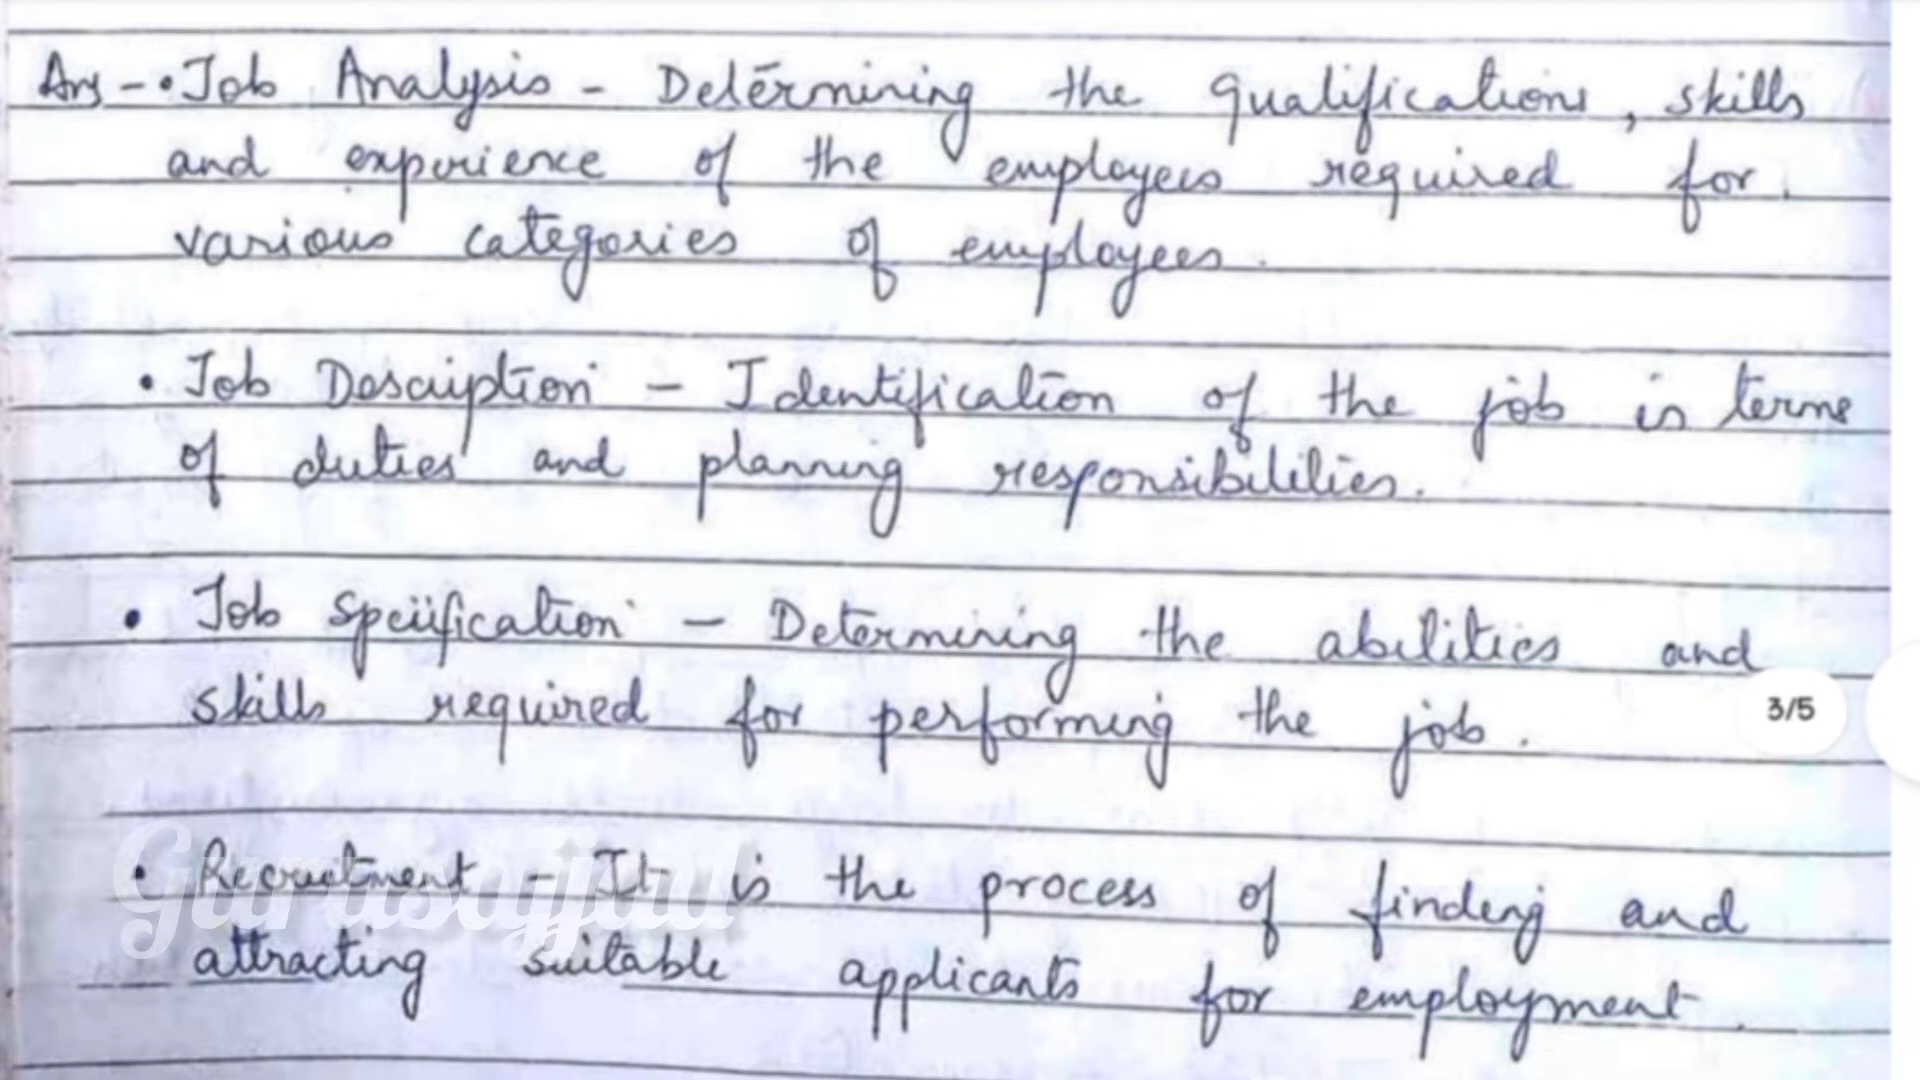 Ans - • Job Analysis - Determining the qualifications, skills
and experience of the employees required for
various categories of employees.
• Job Description - Identification of the job in terms
of duties and planning responsibilities.
• Job Specification - Determining the abilities and
skills required for performing the job.
3/5
• Recruitment - It is the process of finding and
attracting suitable applicants for employment.